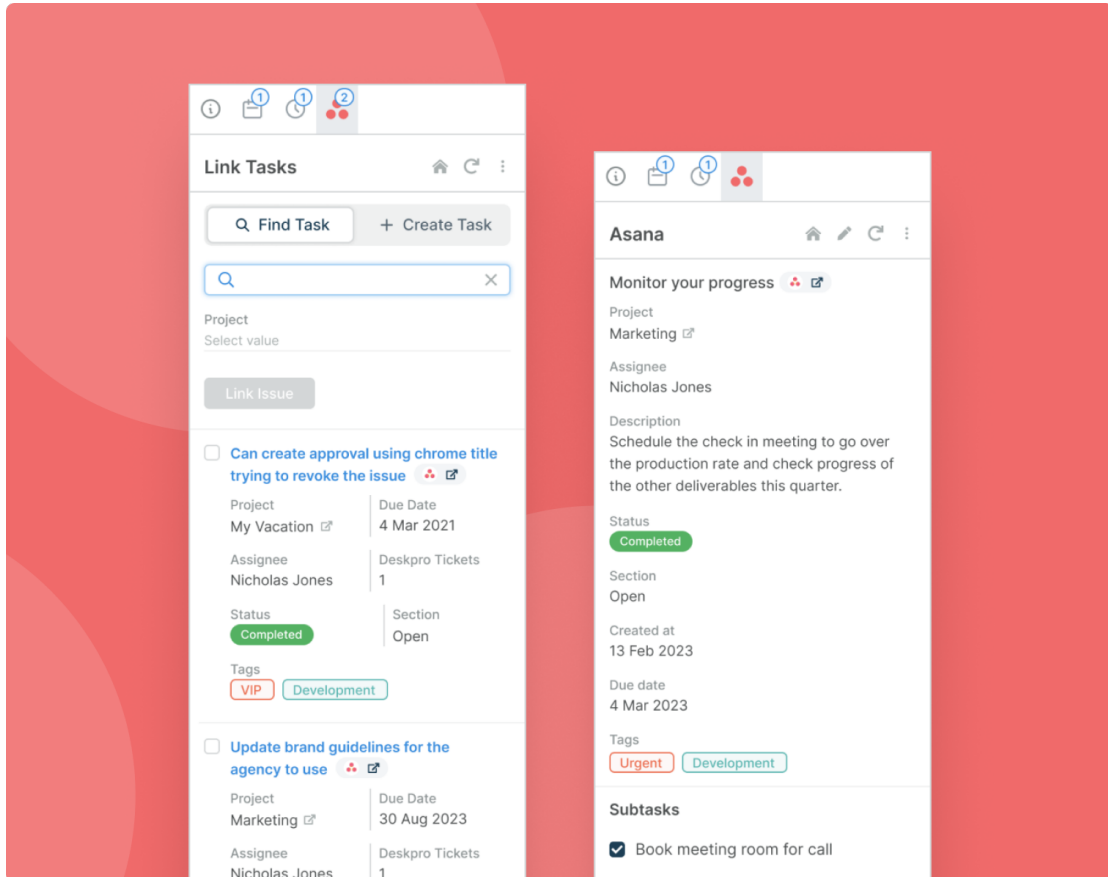 1 1 2
Link Tasks
Find Task + Create Task
Project
Select value
Link Issue
Can create approval using chrome title
trying to revoke the issue
Project Due Date
My Vacation 4 Mar 2021
Assignee Deskpro Tickets
Nicholas Jones 1
Status Section
Completed Open
Tags
VIP Development
Update brand guidelines for the
agency to use
Project Due Date
Marketing 30 Aug 2023
Assignee Deskpro Tickets
Nicholas Jones 1
1 1
Asana
Monitor your progress
Project
Marketing
Assignee
Nicholas Jones
Description
Schedule the check in meeting to go over
the production rate and check progress of
the other deliverables this quarter.
Status
Completed
Section
Open
Created at
13 Feb 2023
Due date
4 Mar 2023
Tags
Urgent Development
Subtasks
Book meeting room for call